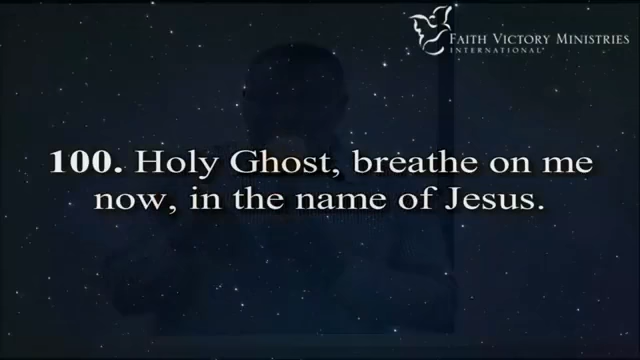 FAITH VICTORY MINISTRIES
INTERNATIONAL
100. Holy Ghost, breathe on me
now, in the name of Jesus.